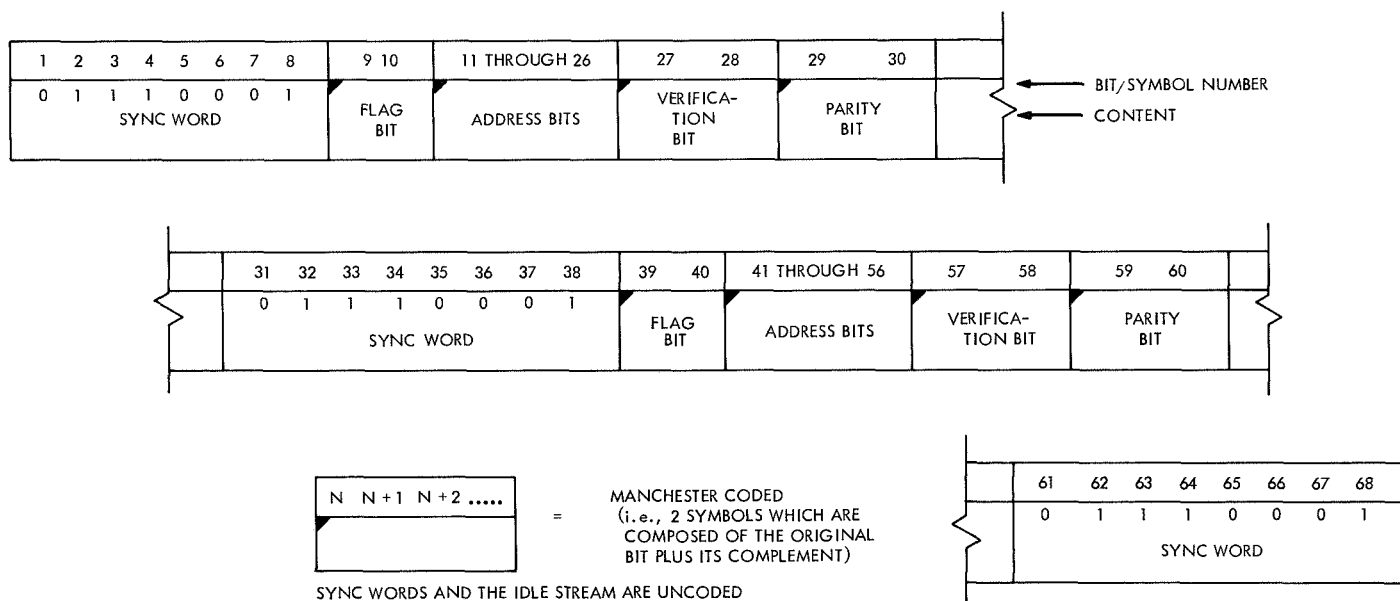 1 2 3 4 5 6 7 8 9 10 11 THROUGH 26 27 28 29 30
BIT/SYMBOL NUMBER
0 1 1 1 0 0 0 1
CONTENT
SYNC WORD
FLAG
BIT
ADDRESS BITS
VERIFICA-
TION
BIT
PARITY
BIT
31 32 33 34 35 36 37 38 39 40 41 THROUGH 56 57 58 59 60
0 1 1 1 0 0 0 1
SYNC WORD
FLAG
BIT
ADDRESS BITS
VERIFICA-
TION BIT
PARITY
BIT
N N+1 N+2 .....
=
MANCHESTER CODED
(i.e., 2 SYMBOLS WHICH ARE
COMPOSED OF THE ORIGINAL
BIT PLUS ITS COMPLEMENT)
SYNC WORDS AND THE IDLE STREAM ARE UNCODED
61 62 63 64 65 66 67 68
0 1 1 1 0 0 0 1
SYNC WORD